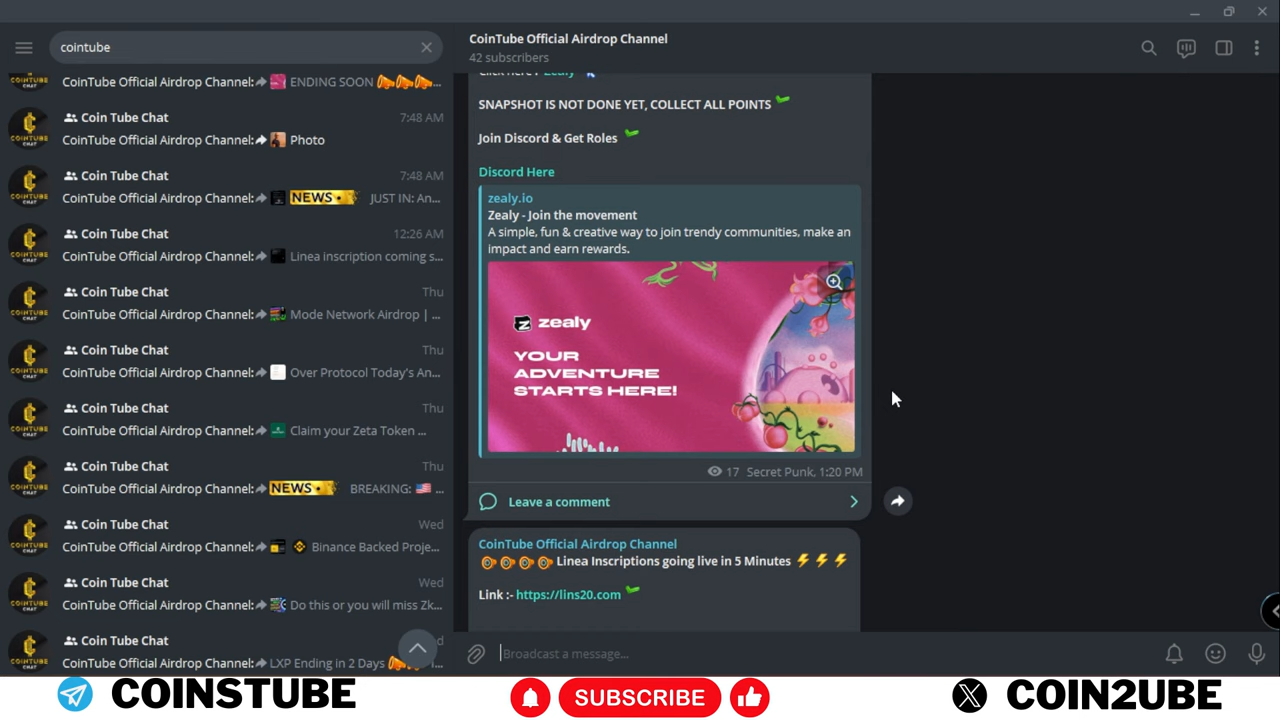 cointube
CoinTube Official Airdrop Channel: ENDING SOON ...
Coin Tube Chat 7:48 AM
CoinTube Official Airdrop Channel: Photo
Coin Tube Chat 7:48 AM
CoinTube Official Airdrop Channel: NEWS JUST IN: An...
Coin Tube Chat 12:26 AM
CoinTube Official Airdrop Channel: Linea inscription coming s...
Coin Tube Chat Thu
CoinTube Official Airdrop Channel: Mode Network Airdrop | ...
Coin Tube Chat Thu
CoinTube Official Airdrop Channel: Over Protocol Today's An...
Coin Tube Chat Thu
CoinTube Official Airdrop Channel: Claim your Zeta Token ...
Coin Tube Chat Thu
CoinTube Official Airdrop Channel: NEWS BREAKING: ...
Coin Tube Chat Wed
CoinTube Official Airdrop Channel: Binance Backed Proje...
Coin Tube Chat Wed
CoinTube Official Airdrop Channel: Do this or you will miss Zk...
Coin Tube Chat
CoinTube Official Airdrop Channel: LXP Ending in 2 Days
CoinTube Official Airdrop Channel
42 subscribers
Click here : Zealy
SNAPSHOT IS NOT DONE YET, COLLECT ALL POINTS
Join Discord & Get Roles
Discord Here
zealy.io
Zealy - Join the movement
A simple, fun & creative way to join trendy communities, make an
impact and earn rewards.
zealy
YOUR
ADVENTURE
STARTS HERE!
17 Secret Punk, 1:20 PM
Leave a comment
CoinTube Official Airdrop Channel
Linea Inscriptions going live in 5 Minutes
Link :- https://lins20.com
Broadcast a message...
COINSTUBE
SUBSCRIBE
COIN2UBE